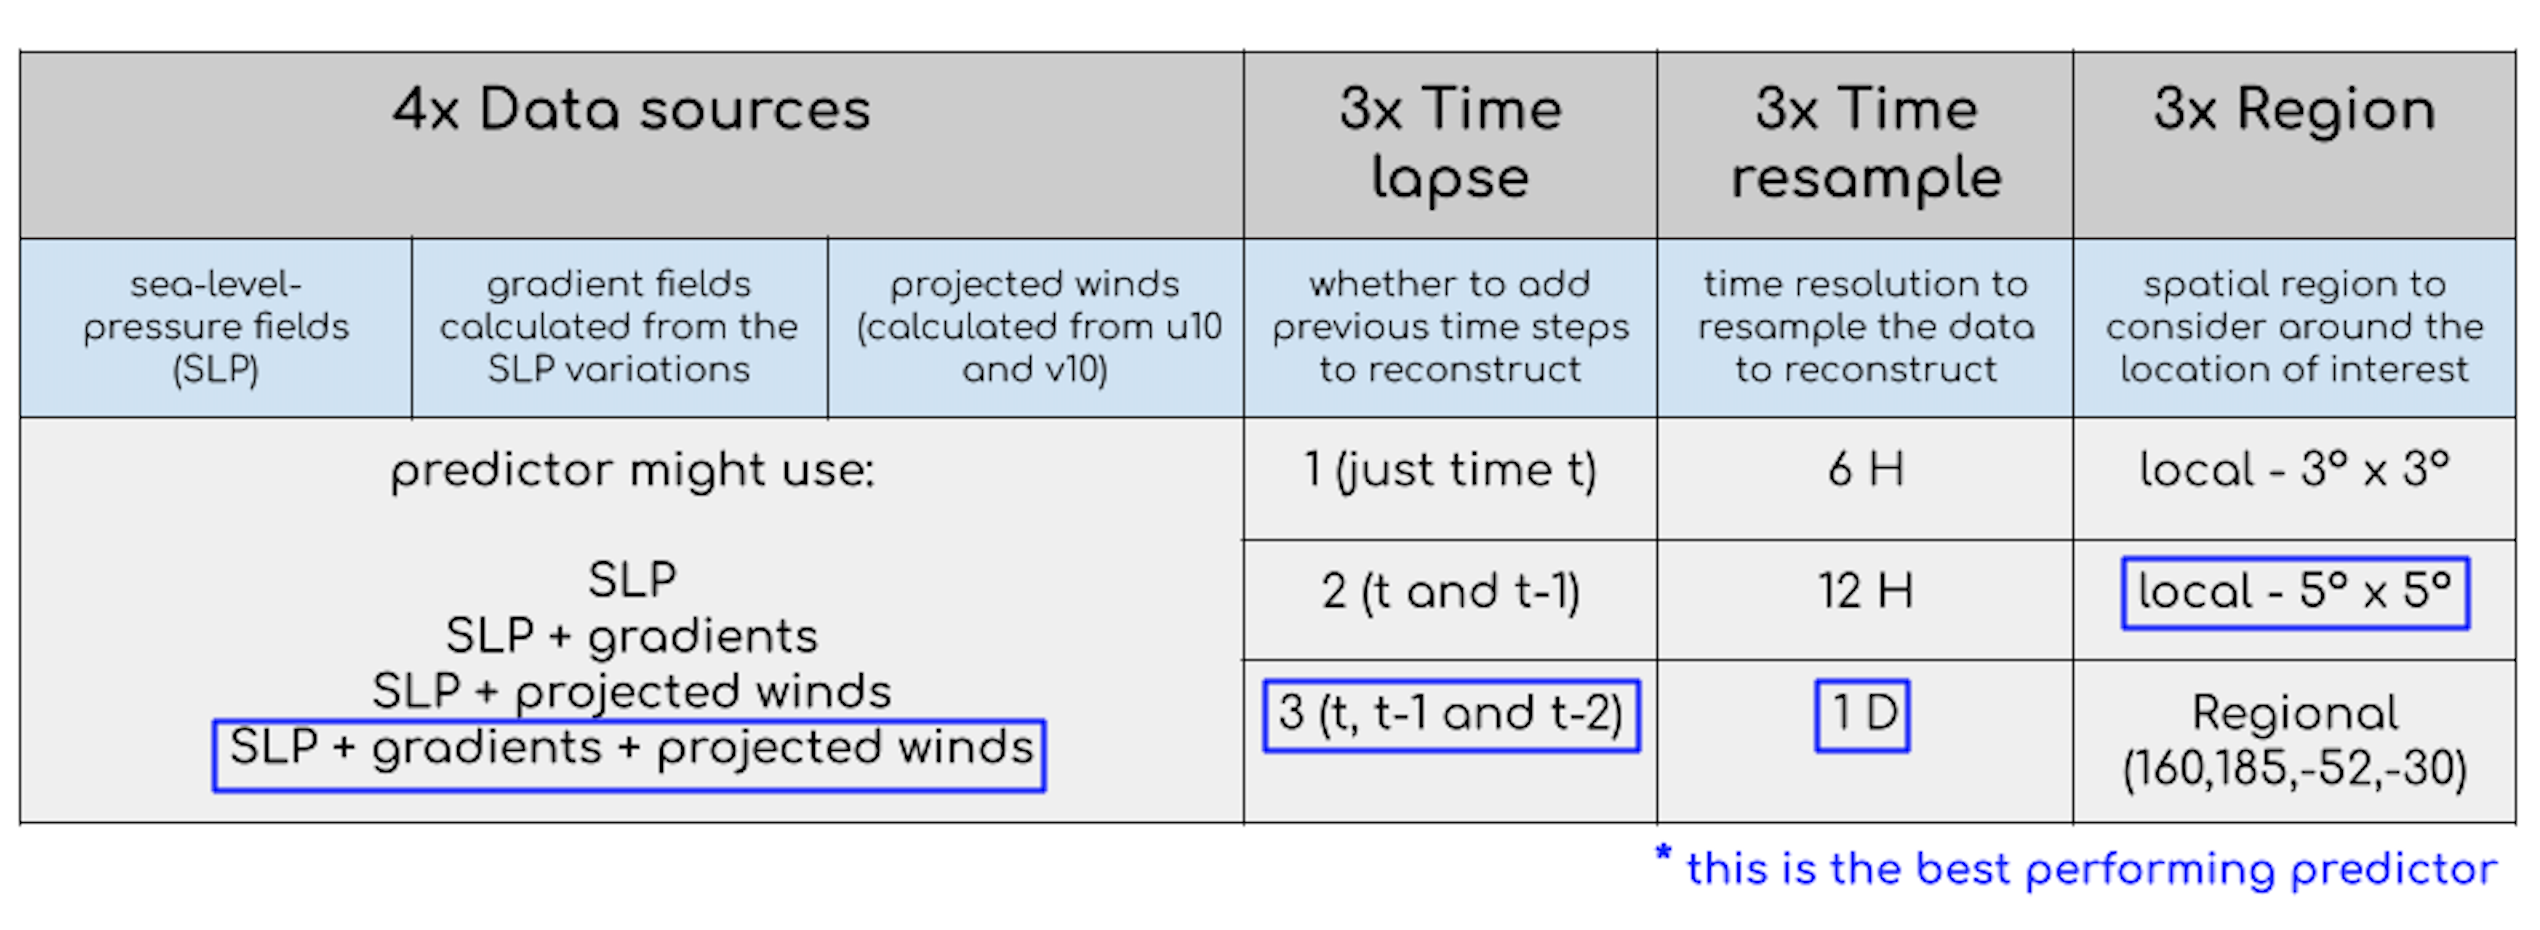 4x Data sources
3x Time
lapse
3x Time
resample
3x Region
sea-level-
pressure fields
(SLP)
gradient fields
calculated from the
SLP variations
projected winds
(calculated from u10
and v10)
whether to add
previous time steps
to reconstruct
time resolution to
resample the data
to reconstruct
spatial region to
consider around the
location of interest
predictor might use:
SLP
SLP + gradients
SLP + projected winds
SLP + gradients + projected winds
1 (just time t)
6 H
local - 3º x 3º
2 (t and t-1)
12 H
local - 5º x 5º
3 (t, t-1 and t-2)
1 D
Regional
(160,185,-52,-30)
* this is the best performing predictor